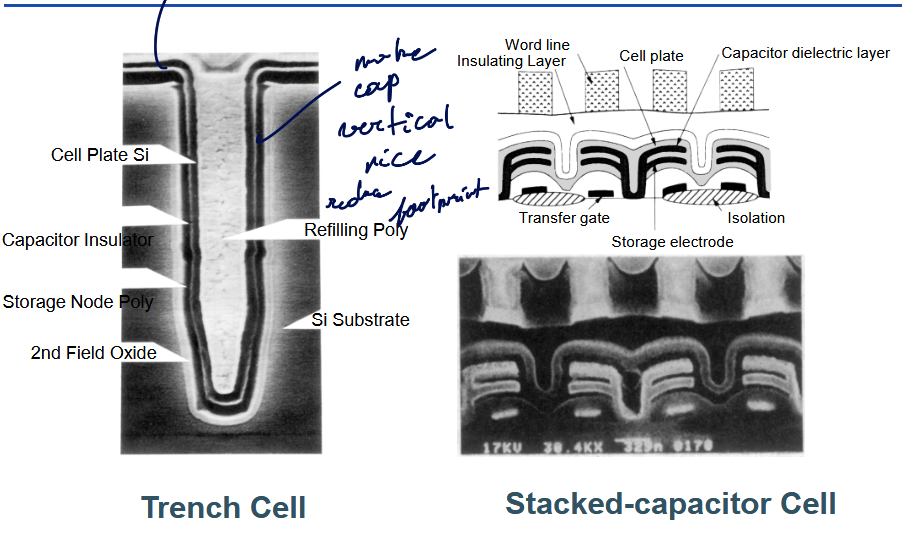 make
cap
vertical
nice
reduce footprint
Word line
Insulating Layer
Cell plate
Capacitor dielectric layer
Cell Plate Si
Capacitor Insulator
Storage Node Poly
2nd Field Oxide
Refilling Poly
Si Substrate
Transfer gate
Isolation
Storage electrode
17KV 30.4KX 329n 0170
Trench Cell
Stacked-capacitor Cell